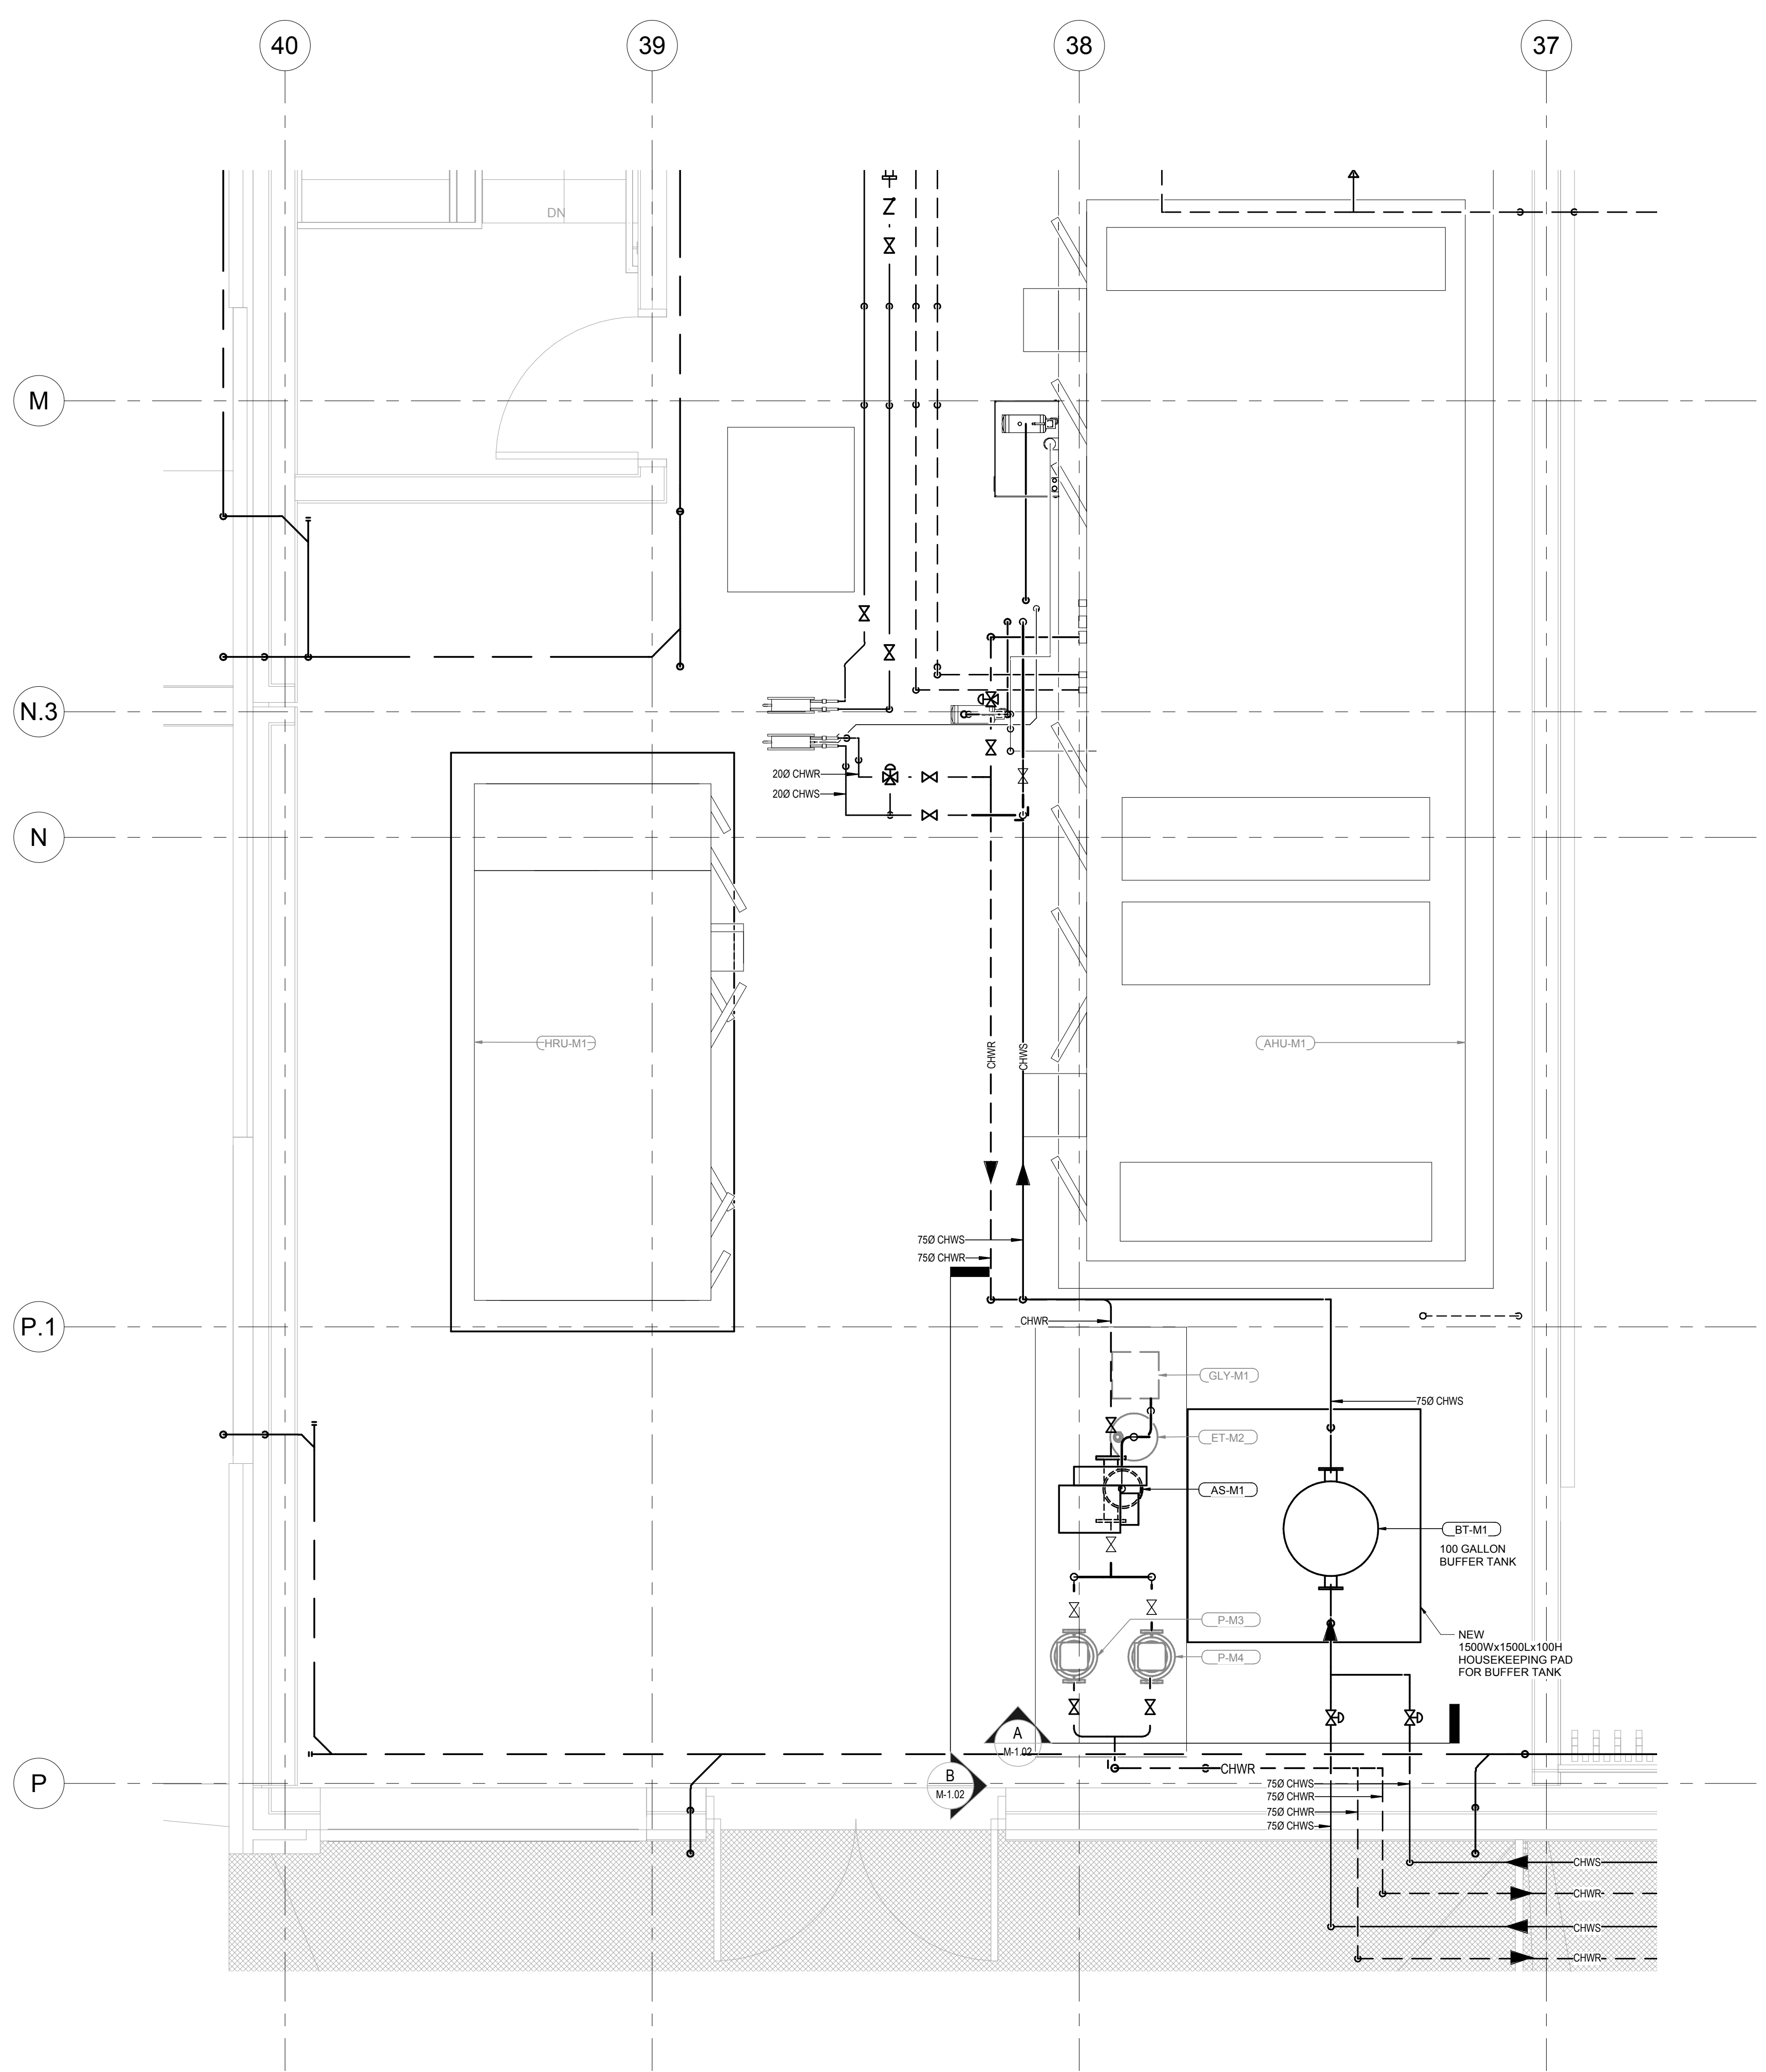 40
39
38
37
DN
M
N.3
20Ø CHWR
20Ø CHWS
N
HRU-M1
CHWR
CHWS
AHU-M1
75Ø CHWS
75Ø CHWR
P.1
CHWR
GLY-M1
75Ø CHWS
ET-M2
AS-M1
BT-M1
100 GALLON
BUFFER TANK
P-M3
NEW
1500Wx1500Lx100H
HOUSEKEEPING PAD
FOR BUFFER TANK
P-M4
A
M-1.02
B
M-1.02
CHWR
P
75Ø CHWS
75Ø CHWR
75Ø CHWR
75Ø CHWS
CHWS
CHWR
CHWS
CHWR